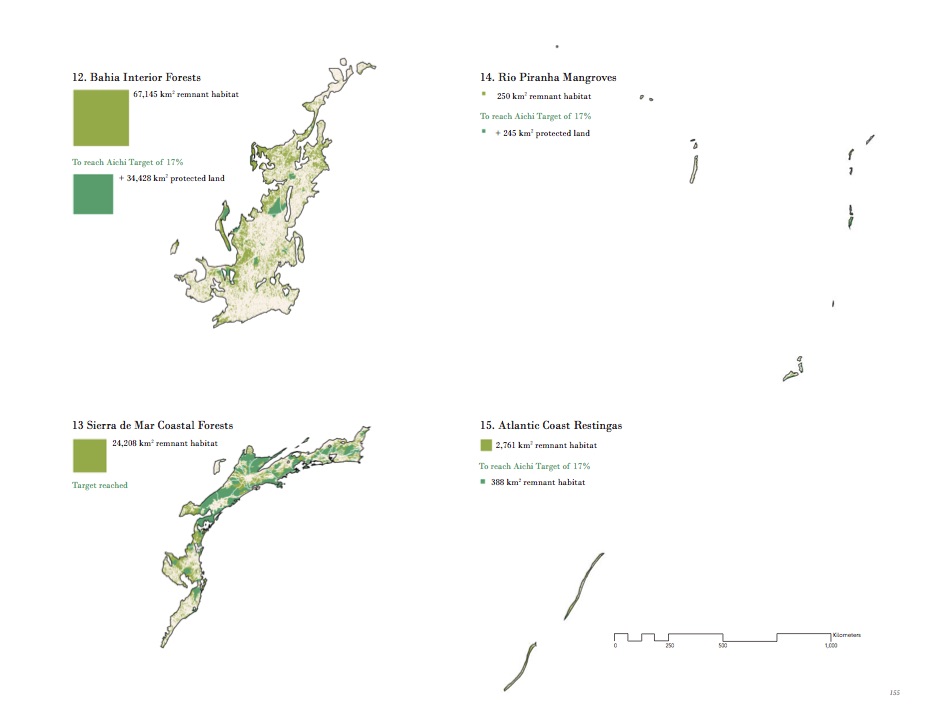 12. Bahia Interior Forests
67,145 km² remnant habitat
To reach Aichi Target of 17%
+ 34,428 km² protected land
14. Rio Piranha Mangroves
250 km² remnant habitat
To reach Aichi Target of 17%
+ 245 km² protected land
13 Sierra de Mar Coastal Forests
24,208 km² remnant habitat
Target reached
15. Atlantic Coast Restingas
2,761 km² remnant habitat
To reach Aichi Target of 17%
388 km² remnant habitat
Kilometers
0 250 500 1,000
155